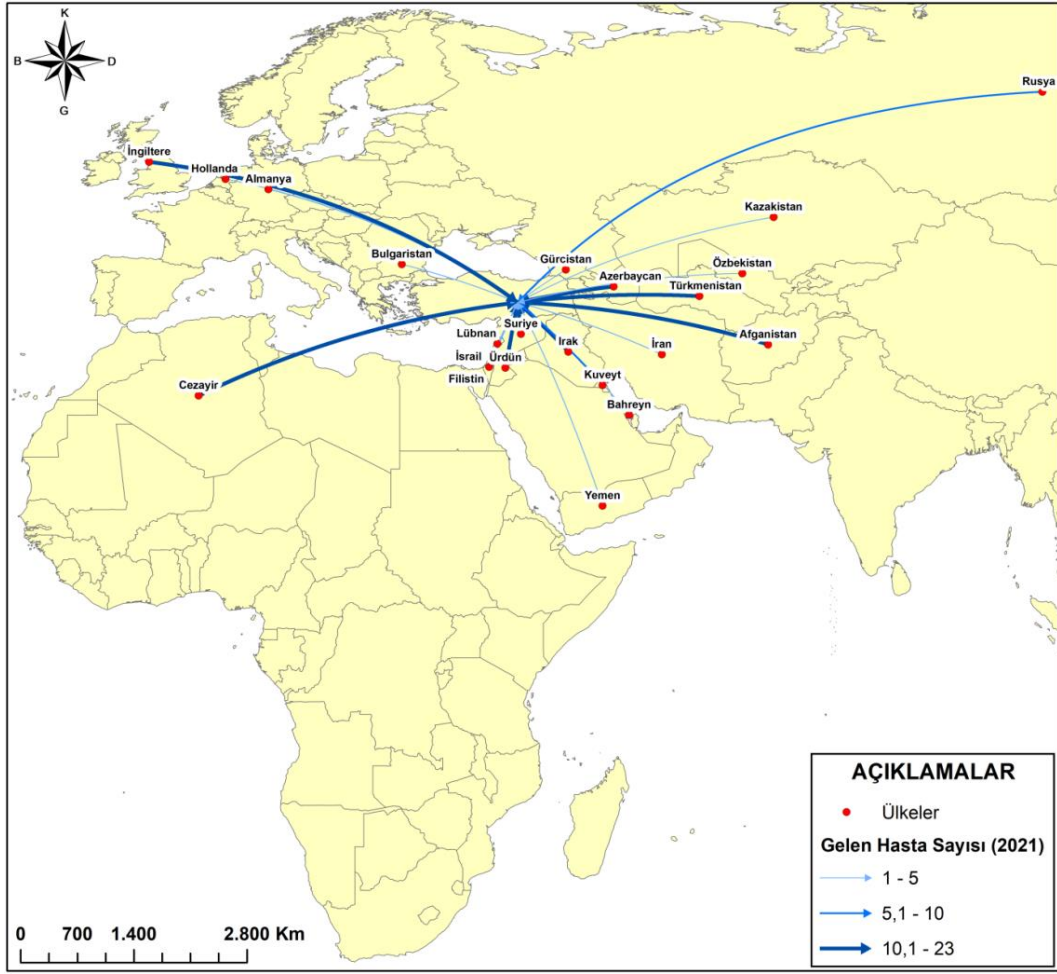 K
B
D
G
Rusya
İngiltere
Hollanda
Almanya
Kazakistan
Bulgaristan
Gürcistan
Özbekistan
Azerbaycan
Türkmenistan
Suriye
Lübnan
Irak
İran
Afganistan
İsrail
Ürdün
Filistin
Kuveyt
Cezayir
Bahreyn
Yemen
AÇIKLAMALAR
Ülkeler
Gelen Hasta Sayısı (2021)
1 - 5
5,1 - 10
10,1 - 23
0 700 1.400 2.800 Km